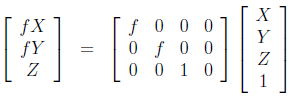 [fX; fY; Z] = [f 0 0 0; 0 f 0 0; 0 0 1 0] [X; Y; Z; 1]